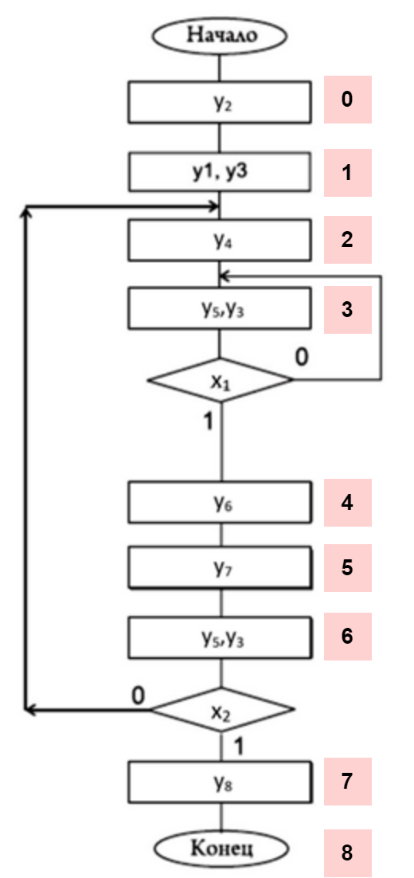 Начало
y₂ 0
y1, y3 1
y₄ 2
y₅,y₃ 3
0
x₁
1
y₆ 4
y₇ 5
y₅,y₃ 6
0
x₂
1
y₈ 7
Конец 8